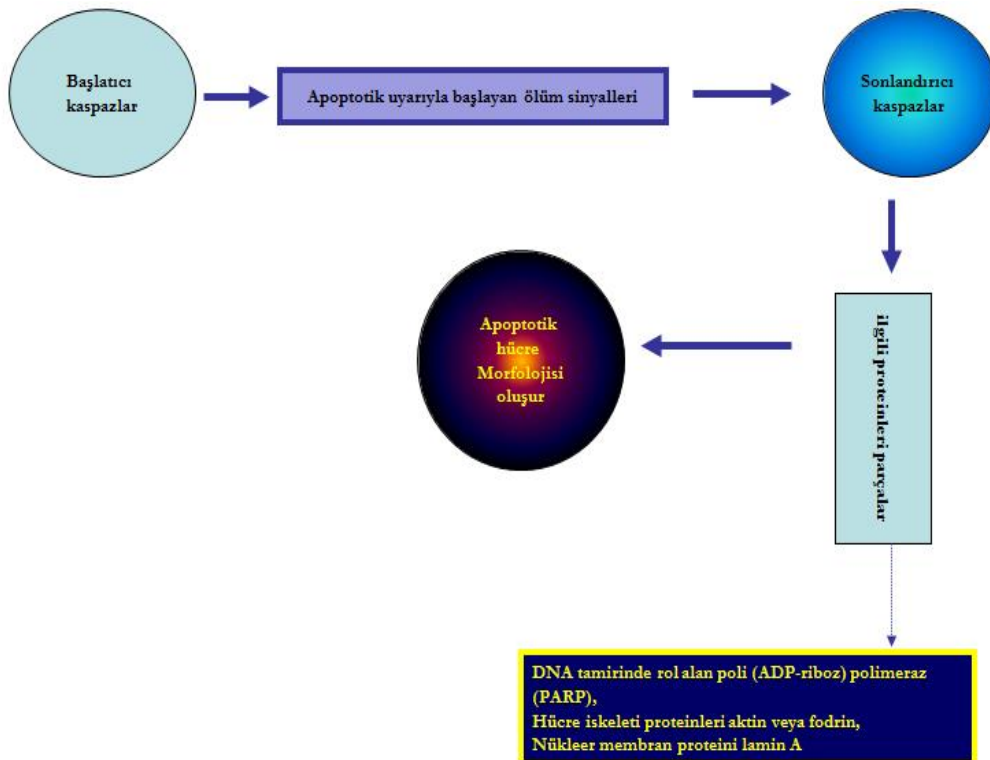 Başlatıcı
kaspazlar
Apoptotik uyarıyla başlayan ölüm sinyalleri
Sonlandırıcı
kaspazlar
ilgili proteinleri parçalar
Apoptotik
hücre
Morfolojisi
oluşur
DNA tamirinde rol alan poli (ADP-riboz) polimeraz
(PARP),
Hücre iskeleti proteinleri aktin veya fodrin,
Nükleer membran proteini lamin A